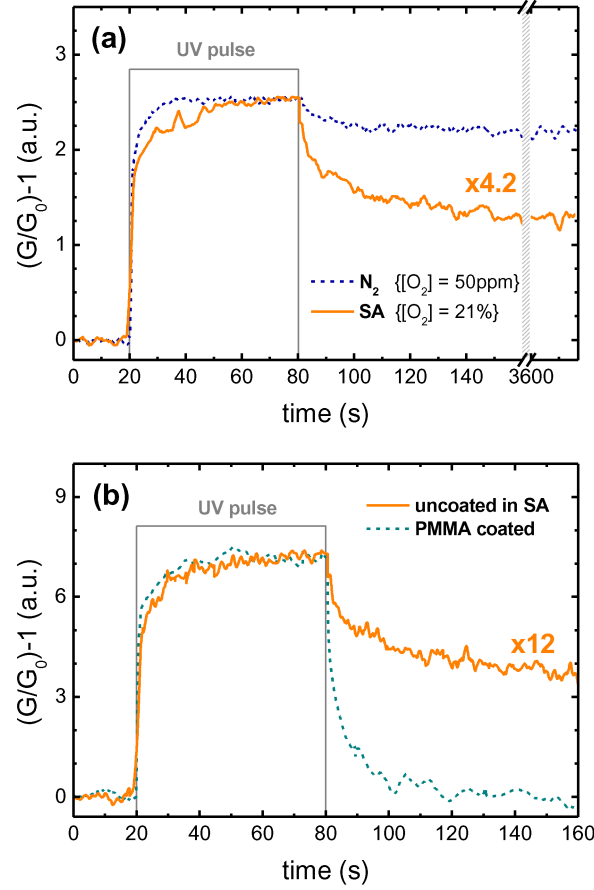 (a)
UV pulse
3
2
1
0
(G/G₀)-1 (a.u.)
x4.2
N₂ {[O₂] = 50ppm}
SA {[O₂] = 21%}
0 20 40 60 80 100 120 140 3600
time (s)
(b)
UV pulse
uncoated in SA
PMMA coated
9
6
3
0
(G/G₀)-1 (a.u.)
x12
0 20 40 60 80 100 120 140 160
time (s)